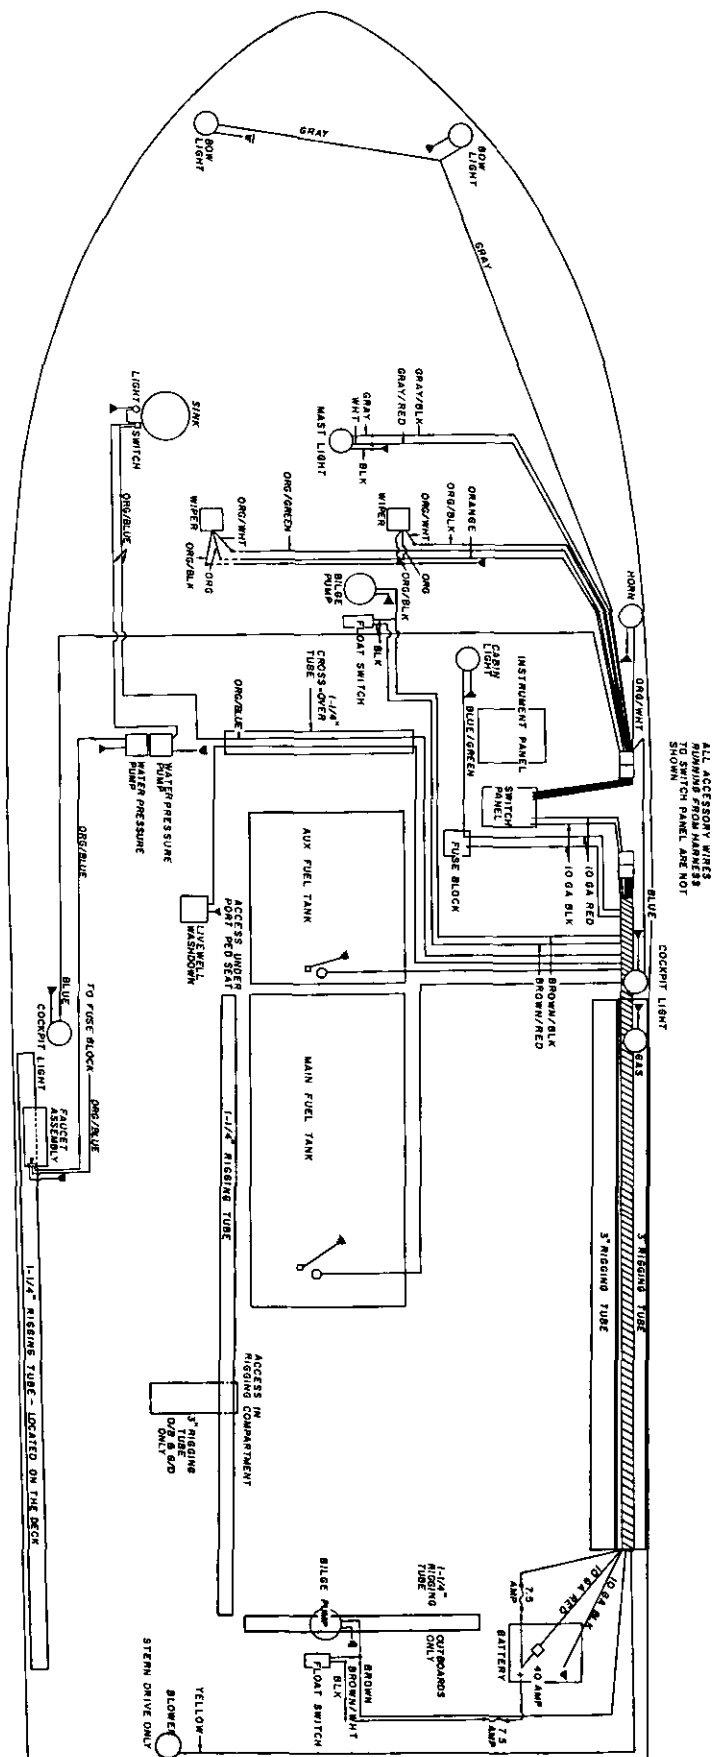 GRAY
BOW
LIGHT
BOW
LIGHT
GRAY
LIGHT
SWITCH
SINK
GRAY/BLK
GRAY/RED
GRAY
WHT
MAST LIGHT
BLK
ORG/BLUE
WIPER
ORG/WHT
ORG/GREEN
ORG
ORG/BLK
WIPER
ORG/WHT
ORG/BLK
ORANGE
ORG
ORG/BLK
BILGE
PUMP
BLK
FLOAT SWITCH
HORN
CABIN
LIGHT
INSTRUMENT PANEL
ORG/WHT
ALL ACCESSORY WIRES
RUNNING FROM HARNESS
TO SWITCH PANEL ARE NOT
SHOWN
1-1/4"
CROSS-OVER
TUBE
ORG/BLUE
BLUE/GREEN
SWITCH
PANEL
WATER PRESSURE
PUMP
WATER PRESSURE
PUMP
FUSE BLOCK
10 GA RED
10 GA BLK
ORG/BLUE
AUX FUEL TANK
BLUE
LIVEWELL
WASHDOWN
ACCESS UNDER
PORT PED SEAT
BROWN/BLK
BROWN/RED
COCKPIT LIGHT
GAS
BLUE
COCKPIT LIGHT
TO FUSE BLOCK
ORG/BLUE
FAUCET
ASSEMBLY
MAIN FUEL TANK
1-1/4" RIGGING TUBE
3" RIGGING TUBE
3" RIGGING TUBE
1-1/4" RIGGING TUBE - LOCATED ON THE DECK
ACCESS IN
RIGGING COMPARTMENT
3" RIGGING
TUBE
O/B & S/D
ONLY
7.5
AMP
10 GA RED
10 GA BLK
BILGE PUMP
1-1/4"
RIGGING
TUBE
OUTBOARDS
ONLY
BATTERY
40 AMP
BROWN
BROWN/WHT
BLK
FLOAT SWITCH
7.5
AMP
YELLOW
BLOWER
STERN DRIVE ONLY